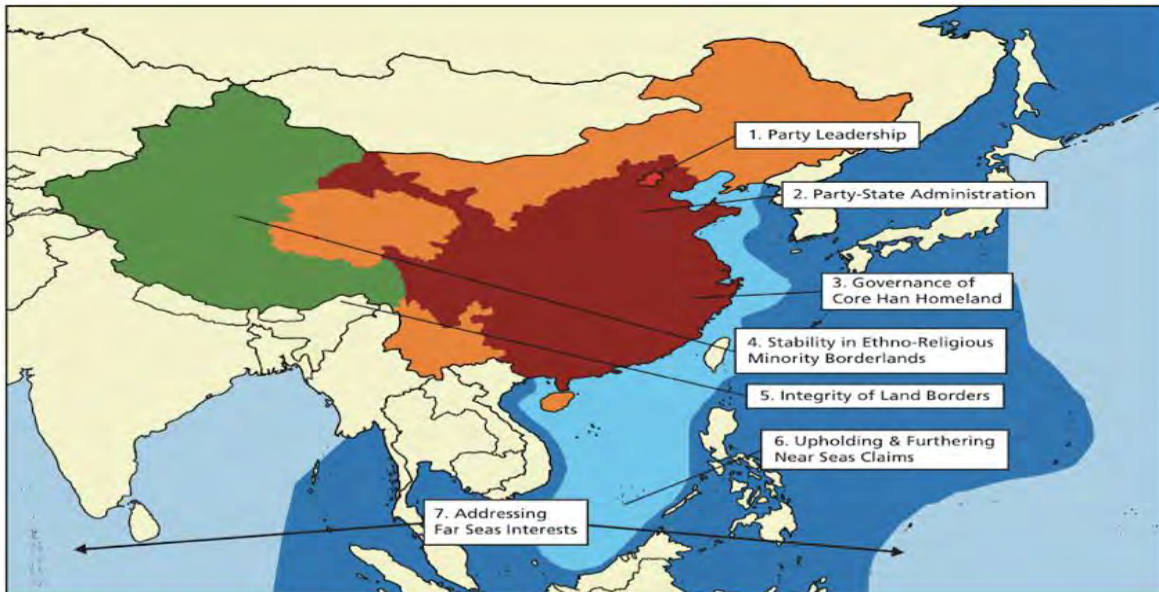 1. Party Leadership
2. Party-State Administration
3. Governance of
Core Han Homeland
4. Stability in Ethno-Religious
Minority Borderlands
5. Integrity of Land Borders
6. Upholding & Furthering
Near Seas Claims
7. Addressing
Far Seas Interests